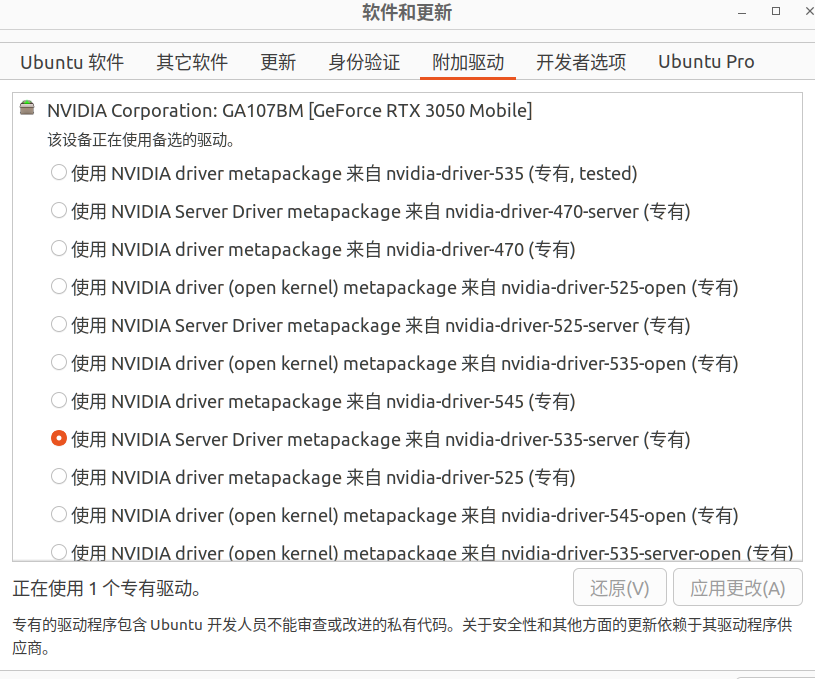 软件和更新
Ubuntu 软件 其它软件 更新 身份验证 附加驱动 开发者选项 Ubuntu Pro
NVIDIA Corporation: GA107BM [GeForce RTX 3050 Mobile]
该设备正在使用备选的驱动。
使用 NVIDIA driver metapackage 来自 nvidia-driver-535 (专有, tested)
使用 NVIDIA Server Driver metapackage 来自 nvidia-driver-470-server (专有)
使用 NVIDIA driver metapackage 来自 nvidia-driver-470 (专有)
使用 NVIDIA driver (open kernel) metapackage 来自 nvidia-driver-525-open (专有)
使用 NVIDIA Server Driver metapackage 来自 nvidia-driver-525-server (专有)
使用 NVIDIA driver (open kernel) metapackage 来自 nvidia-driver-535-open (专有)
使用 NVIDIA driver metapackage 来自 nvidia-driver-545 (专有)
使用 NVIDIA Server Driver metapackage 来自 nvidia-driver-535-server (专有)
使用 NVIDIA driver metapackage 来自 nvidia-driver-525 (专有)
使用 NVIDIA driver (open kernel) metapackage 来自 nvidia-driver-545-open (专有)
使用 NVIDIA driver (open kernel) metapackage 来自 nvidia-driver-535-server-open (专有)
正在使用 1 个专有驱动。 还原(V) 应用更改(A)
专有的驱动程序包含 Ubuntu 开发人员不能审查或改进的私有代码。关于安全性和其他方面的更新依赖于其驱动程序供
应商。